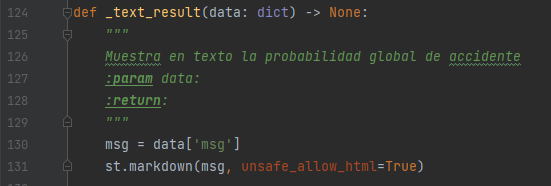 124 def _text_result(data: dict) -> None:
125 """
126 Muestra en texto la probabilidad global de accidente
127 :param data:
128 :return:
129 """
130 msg = data['msg']
131 st.markdown(msg, unsafe_allow_html=True)